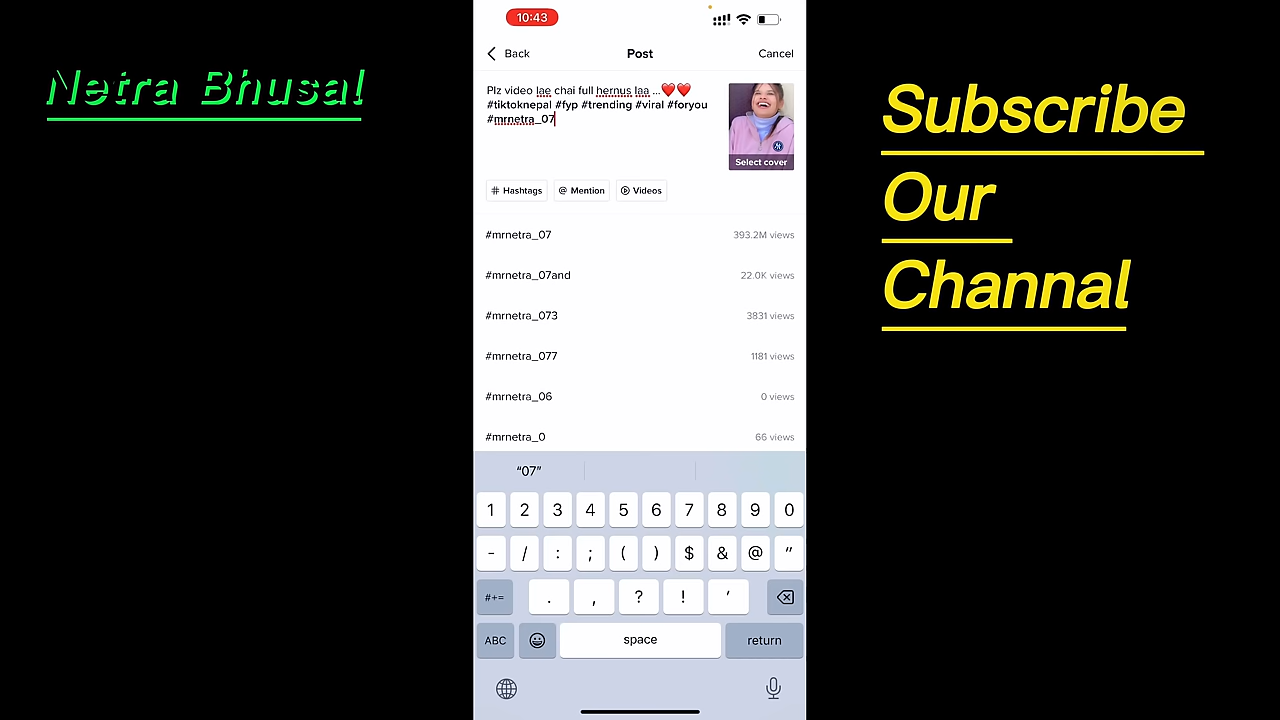 Netra Bhusal
10:43
Back
Post
Cancel
Plz video lae chai full hernus laa ...❤️❤️
#tiktoknepal #fyp #trending #viral #foryou
#mrnetra_07
Select cover
# Hashtags
@ Mention
Videos
#mrnetra_07 393.2M views
#mrnetra_07and 22.0K views
#mrnetra_073 3831 views
#mrnetra_077 1181 views
#mrnetra_06 0 views
#mrnetra_0 66 views
"07"
1 2 3 4 5 6 7 8 9 0
- / : ; ( ) $ & @ "
#+= . , ? ! '
ABC space return
Subscribe
Our
Channal